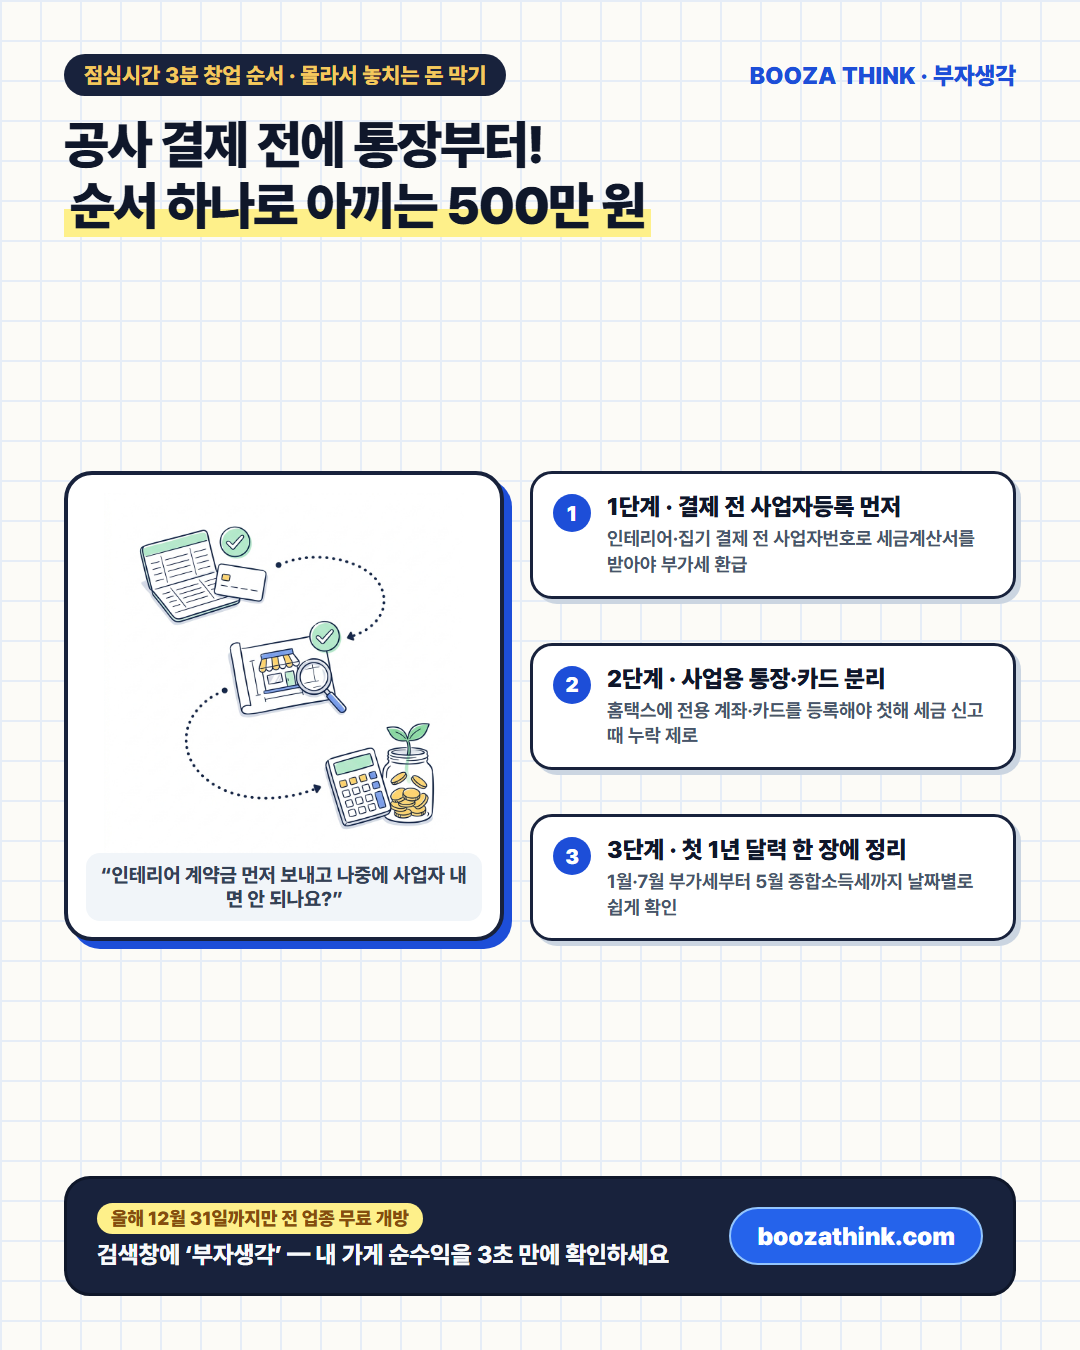 점심시간 3분 창업 순서 · 몰라서 놓치는 돈 막기
BOOZA THINK · 부자생각
공사 결제 전에 통장부터!
순서 하나로 아끼는 500만 원
“인테리어 계약금 먼저 보내고 나중에 사업자 내
면 안 되나요?”
1
1단계 · 결제 전 사업자등록 먼저
인테리어·집기 결제 전 사업자번호로 세금계산서를
받아야 부가세 환급
2
2단계 · 사업용 통장·카드 분리
홈택스에 전용 계좌·카드를 등록해야 첫해 세금 신고
때 누락 제로
3
3단계 · 첫 1년 달력 한 장에 정리
1월·7월 부가세부터 5월 종합소득세까지 날짜별로
쉽게 확인
올해 12월 31일까지만 전 업종 무료 개방
검색창에 ‘부자생각’ — 내 가게 순수익을 3초 만에 확인하세요
boozathink.com